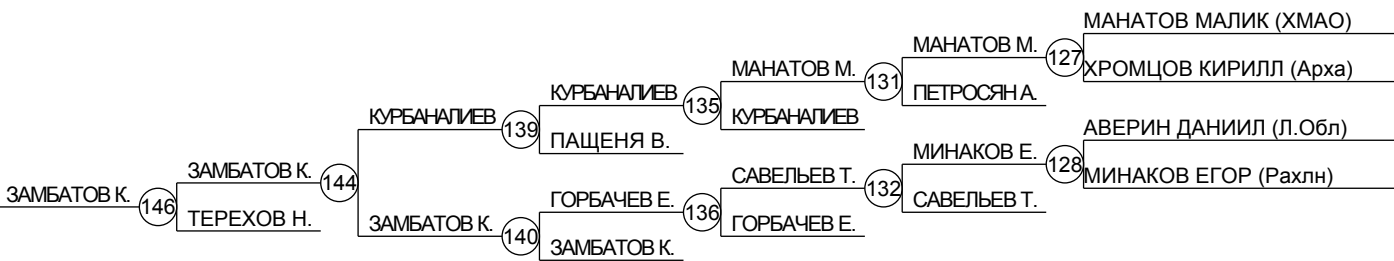 МАНАТОВ МАЛИК (ХМАО)
МАНАТОВ М.
127
ХРОМЦОВ КИРИЛЛ (Арха)
МАНАТОВ М.
131
КУРБАНАЛИЕВ
135
ПЕТРОСЯН А.
КУРБАНАЛИЕВ
139
КУРБАНАЛИЕВ
АВЕРИН ДАНИИЛ (Л.Обл)
ПАЩЕНЯ В.
МИНАКОВ Е.
128
ЗАМБАТОВ К.
144
САВЕЛЬЕВ Т.
132
МИНАКОВ ЕГОР (Рахлн)
ЗАМБАТОВ К.
146
ГОРБАЧЕВ Е.
136
САВЕЛЬЕВ Т.
ТЕРЕХОВ Н.
ЗАМБАТОВ К.
140
ГОРБАЧЕВ Е.
ЗАМБАТОВ К.